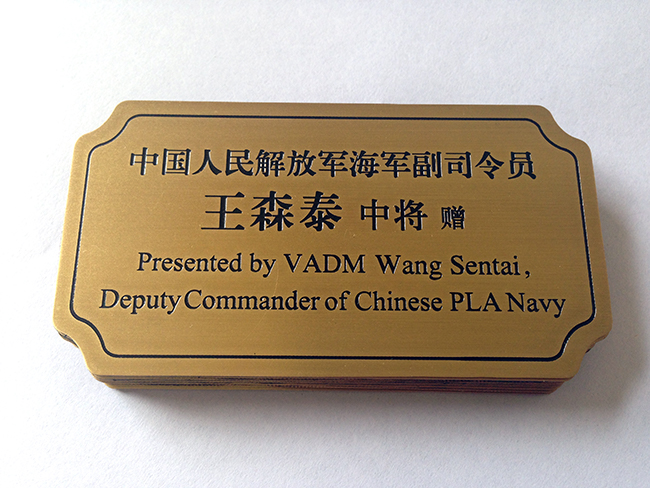 中国人民解放军海军副司令员
王森泰 中将 赠
Presented by VADM Wang Sentai,
Deputy Commander of Chinese PLA Navy